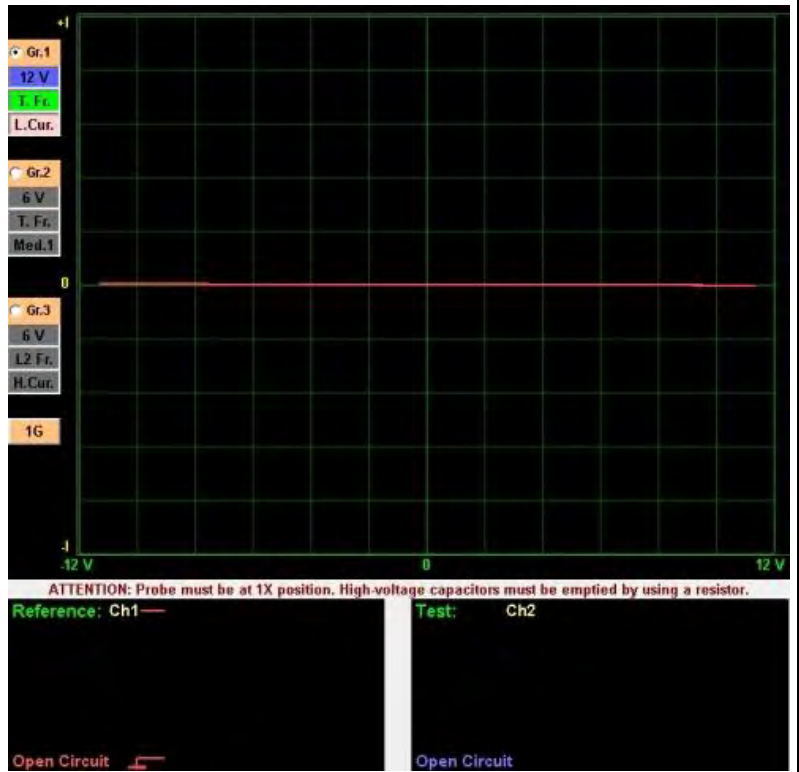 +I
Gr.1
12 V
T. Fr.
L.Cur.
Gr.2
6 V
T. Fr.
Med.1
0
Gr.3
6 V
L2 Fr.
H.Cur.
1G
-I
-12 V 0 12 V
ATTENTION: Probe must be at 1X position. High-voltage capacitors must be emptied by using a resistor.
Reference: Ch1
Test: Ch2
Open Circuit
Open Circuit